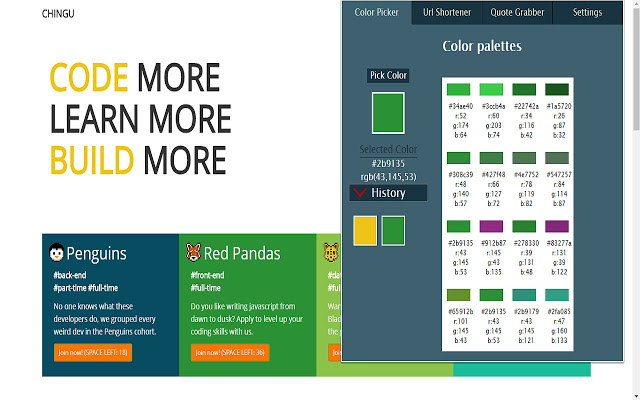 CHINGU
CODE MORE
LEARN MORE
BUILD MORE
Penguins
#back-end
#part-time #full-time
No one knows what these
developers do, we grouped every
weird dev in the Penguins cohort.
Join now! (SPACE LEFT: 18)
Red Pandas
#front-end
#full-time
Do you like writing javascript from
dawn to dusk? Apply to level up your
coding skills with us.
Join now! (SPACE LEFT: 36)
Color Picker
Url Shortener
Quote Grabber
Settings
Color palettes
Pick Color
Selected Color
#2b9135
rgb(43,145,53)
History
#34ae40 #3ccb4a #22742a #1a5720
r:52 r:60 r:34 r:26
g:174 g:203 g:116 g:87
b:64 b:74 b:42 b:32
#308c39 #427f48 #4e7752 #547257
r:48 r:66 r:78 r:84
g:140 g:127 g:119 g:114
b:57 b:72 b:82 b:87
#2b9135 #912b87 #278330 #83277a
r:43 r:145 r:39 r:131
g:145 g:43 g:131 g:39
b:53 b:135 b:48 b:122
#65912b #2b9135 #2b9179 #2fa085
r:101 r:43 r:43 r:47
g:145 g:145 g:145 g:160
b:43 b:53 b:121 b:133